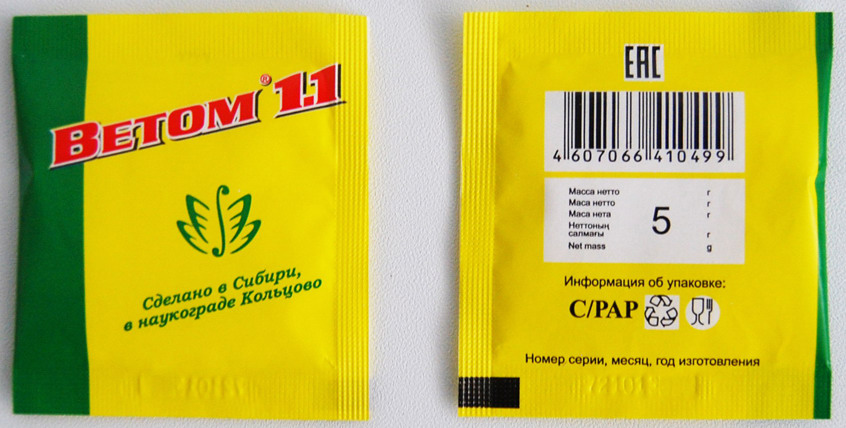 Ветом® 1.1
Сделано в Сибири,
в наукограде Кольцово
EAC
4 607066 410499
Масса нетто г
Маса нетто г
Маса нета г
Неттоның
салмағы г
Net mass g
5
Информация об упаковке:
C/PAP
Номер серии, месяц, год изготовления